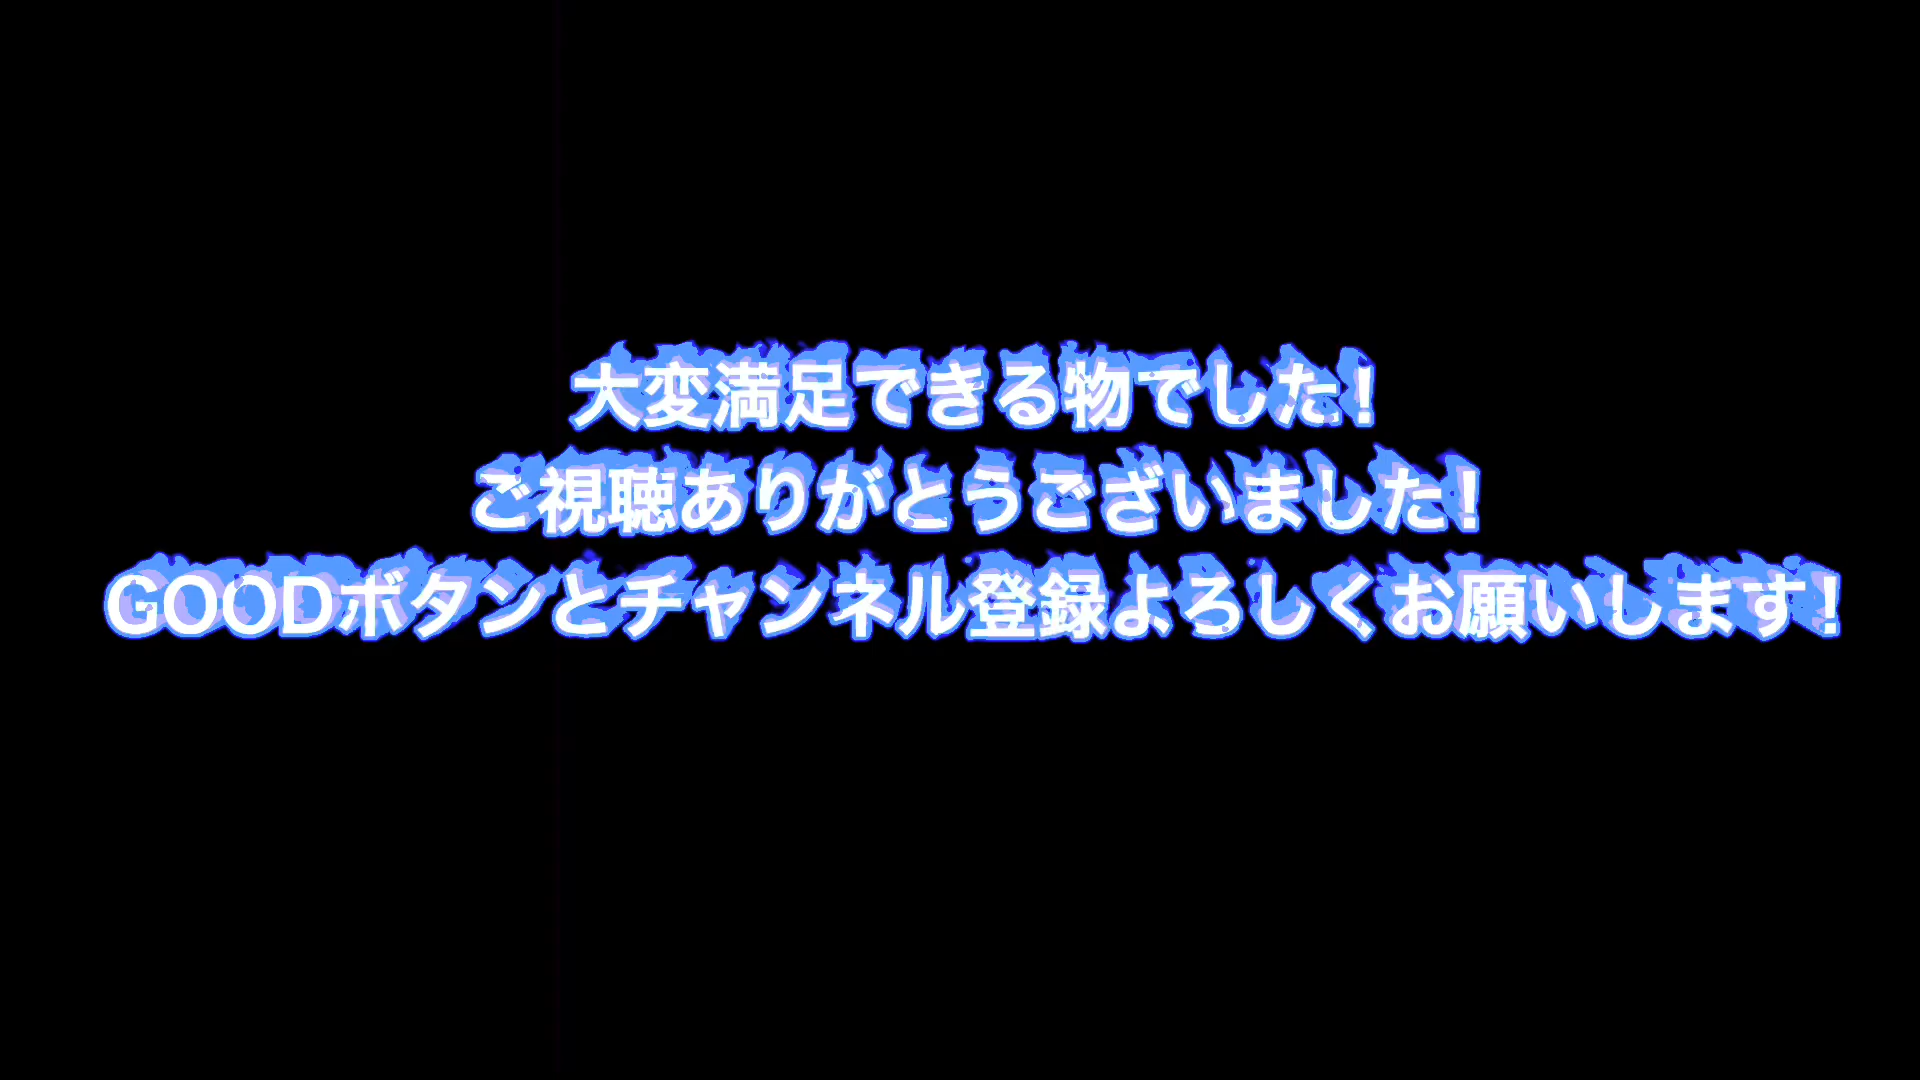 大変満足できる物でした！
ご視聴ありがとうございました！
GOODボタンとチャンネル登録よろしくお願いします！